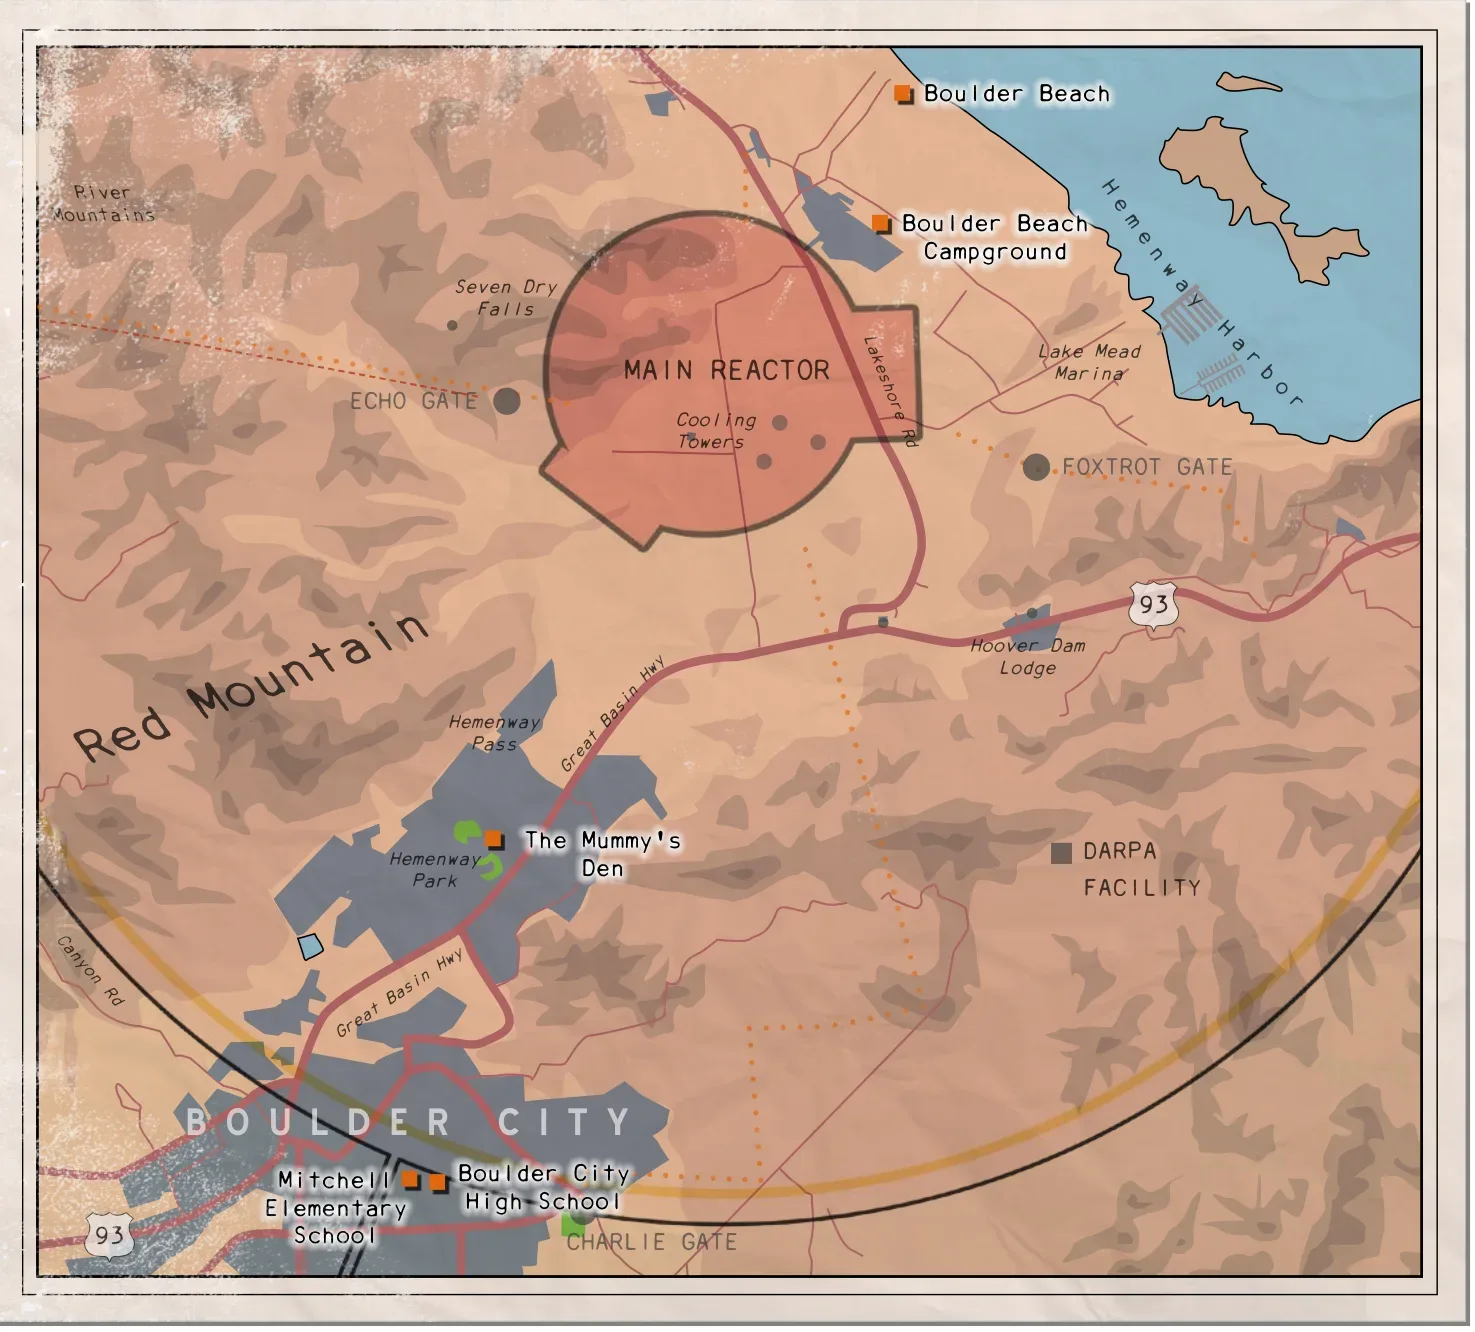 Boulder Beach
River
Mountains
Hemenway Harbor
Boulder Beach
Campground
Seven Dry
Falls
MAIN REACTOR
Lakeshore Rd
Lake Mead
Marina
ECHO GATE
Cooling
Towers
FOXTROT GATE
93
Red Mountain
Hoover Dam
Lodge
Great Basin Hwy
Hemenway
Pass
The Mummy's
Den
Hemenway
Park
DARPA
FACILITY
Canyon Rd
Great Basin Hwy
BOULDER CITY
Mitchell
Elementary
School
Boulder City
High School
93
CHARLIE GATE